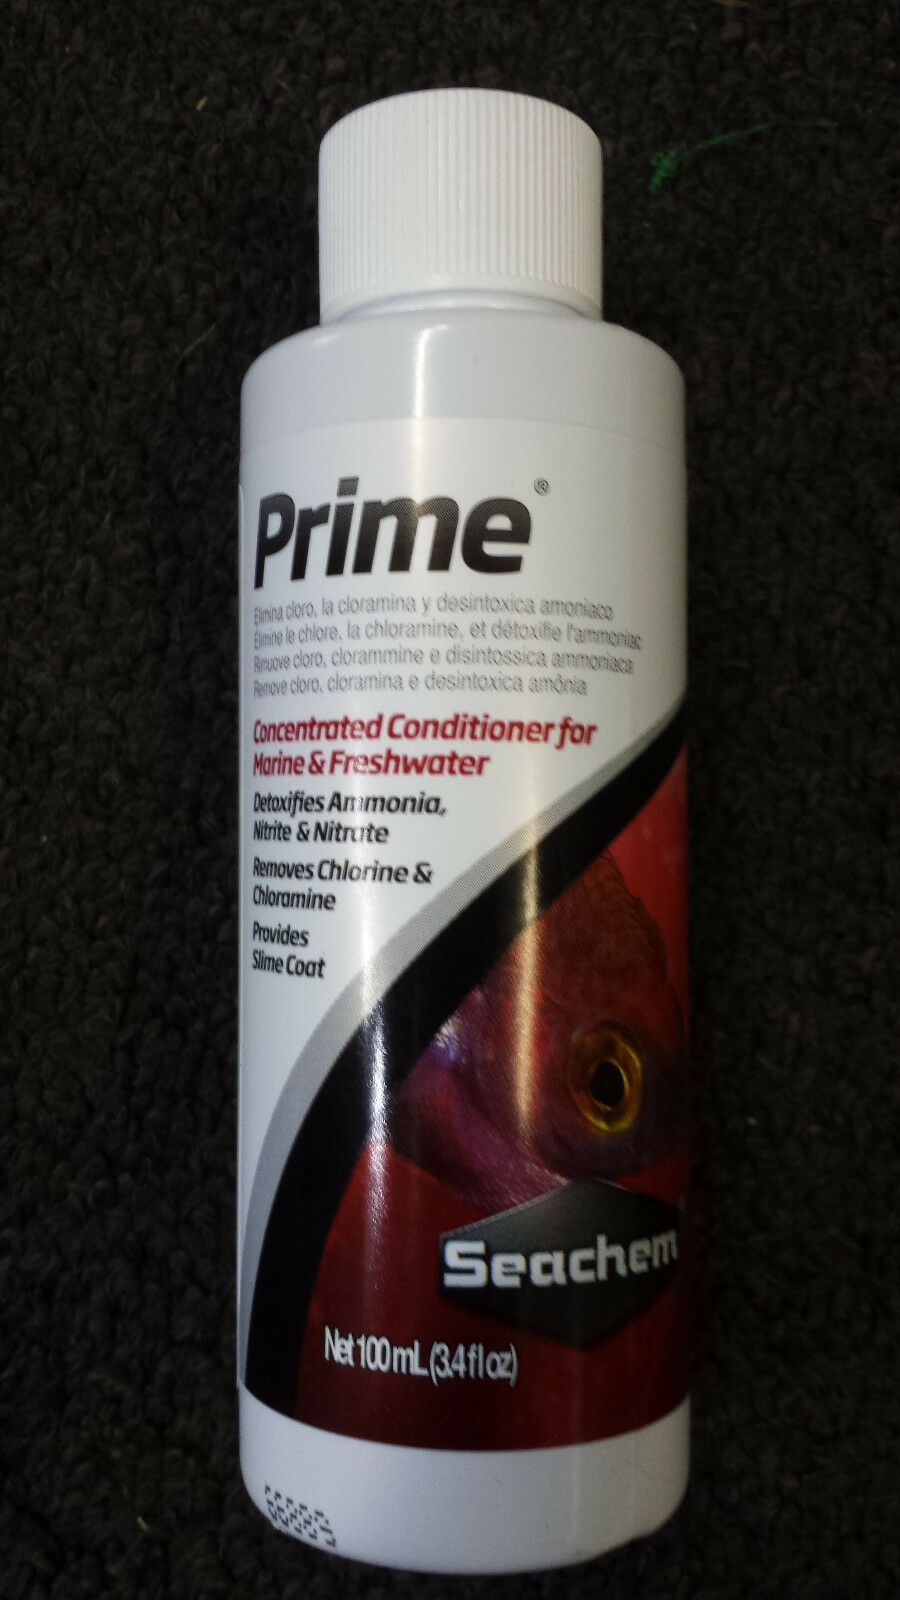 Prime®
Elimina cloro, la cloramina y desintoxica amoniaco
Élimine le chlore, la chloramine, et détoxifie l'ammoniac
Remuove cloro, clorammine e disintossica ammoniaca
Remove cloro, cloramina e desintoxica amônia
Concentrated Conditioner for
Marine & Freshwater
Detoxifies Ammonia,
Nitrite & Nitrate
Removes Chlorine &
Chloramine
Provides
Slime Coat
Seachem
Net 100 mL (3.4 fl oz)